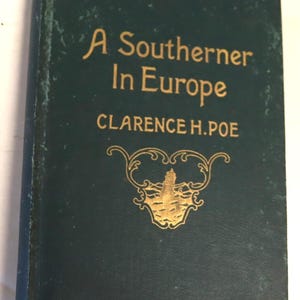 A Southerner
In Europe
CLARENCE H. POE